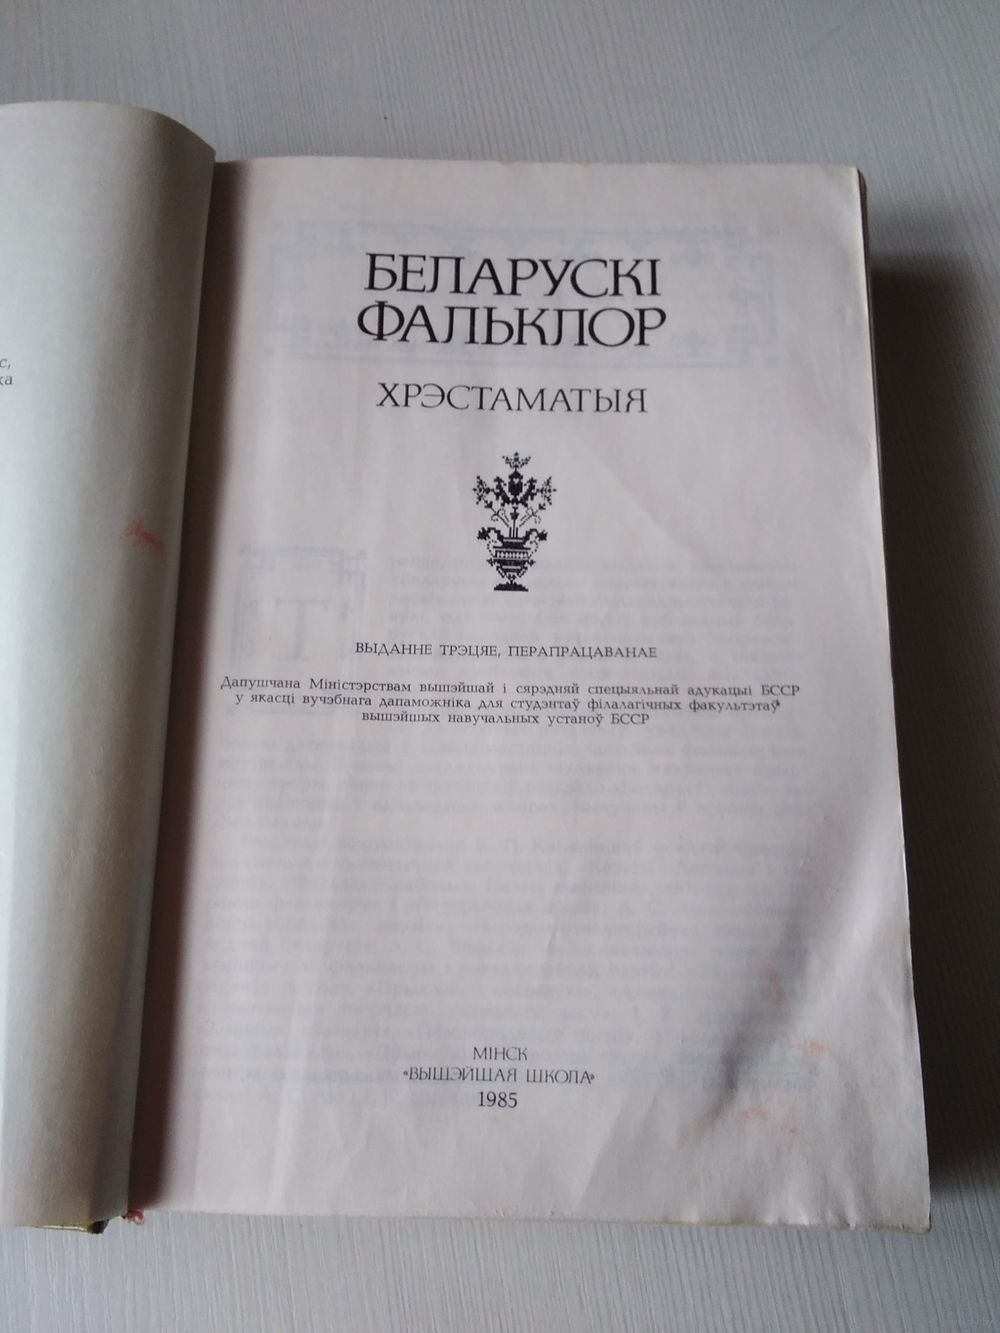 с,
ка
БЕЛАРУСКІ
ФАЛЬКЛОР
ХРЭСТАМАТЫЯ
ВЫДАННЕ ТРЭЦЯЕ, ПЕРАПРАЦАВАНАЕ
Дапушчана Міністэрствам вышэйшай і сярэдняй спецыяльнай адукацыі БССР
у якасці вучэбнага дапаможніка для студэнтаў філалагічных факультэтаў
вышэйшых навучальных устаноў БССР
МІНСК
«ВЫШЭЙШАЯ ШКОЛА»
1985